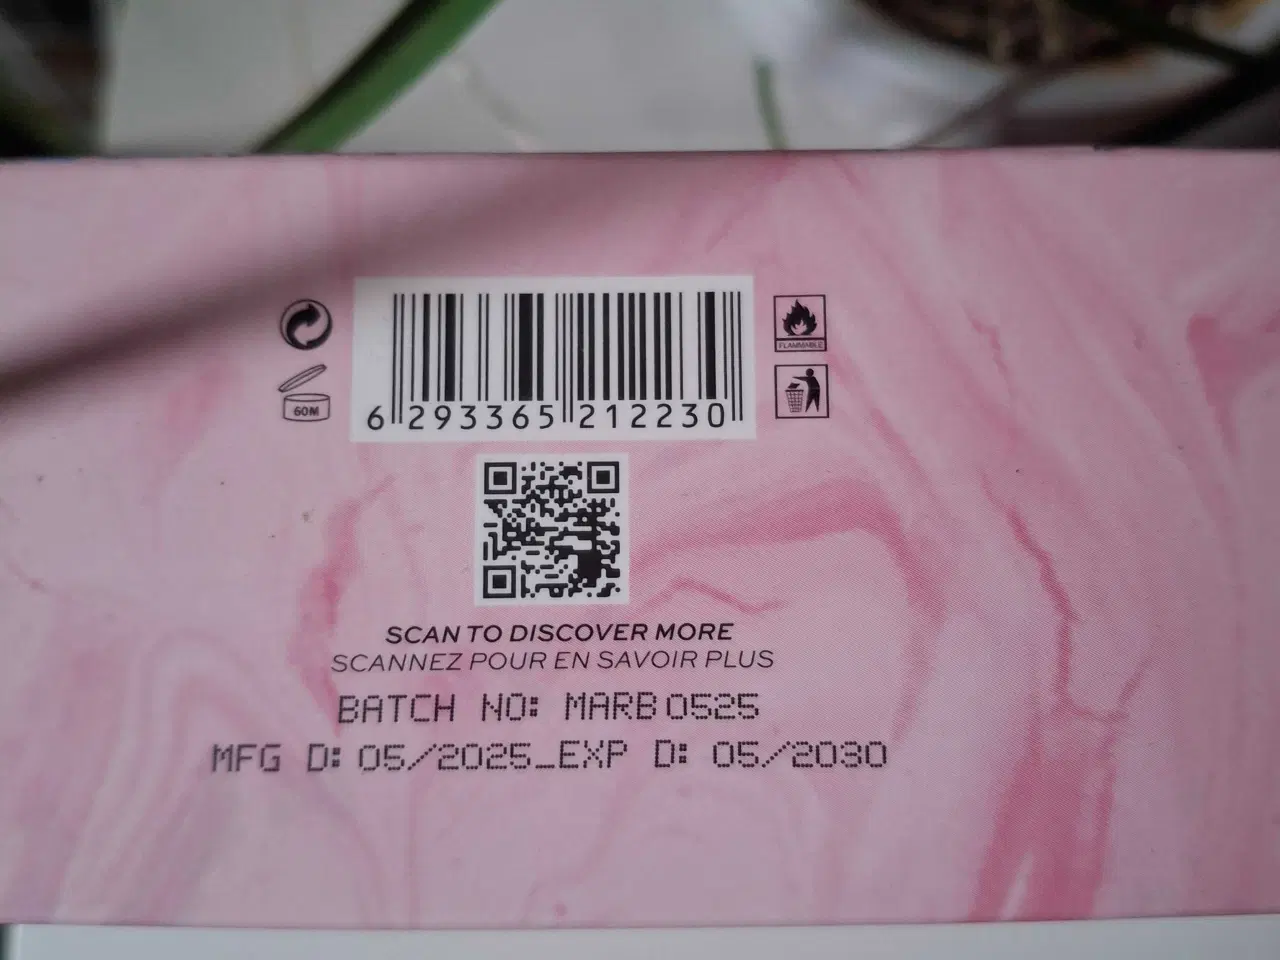 FLAMMABLE
60M
6 293365 212230
SCAN TO DISCOVER MORE
SCANNEZ POUR EN SAVOIR PLUS
BATCH NO: MARB0525
MFG D: 05/2025_EXP D: 05/2030